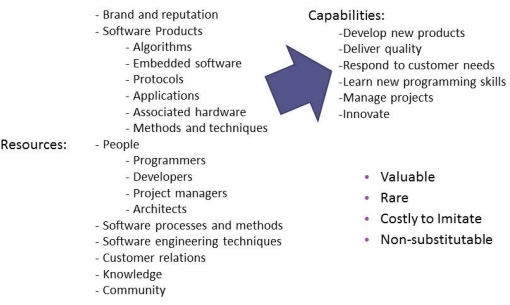 - Brand and reputation
- Software Products
- Algorithms
- Embedded software
- Protocols
- Applications
- Associated hardware
- Methods and techniques
Resources:
- People
- Programmers
- Developers
- Project managers
- Architects
- Software processes and methods
- Software engineering techniques
- Customer relations
- Knowledge
- Community
Capabilities:
-Develop new products
-Deliver quality
-Respond to customer needs
-Learn new programming skills
-Manage projects
-Innovate
• Valuable
• Rare
• Costly to Imitate
• Non-substitutable